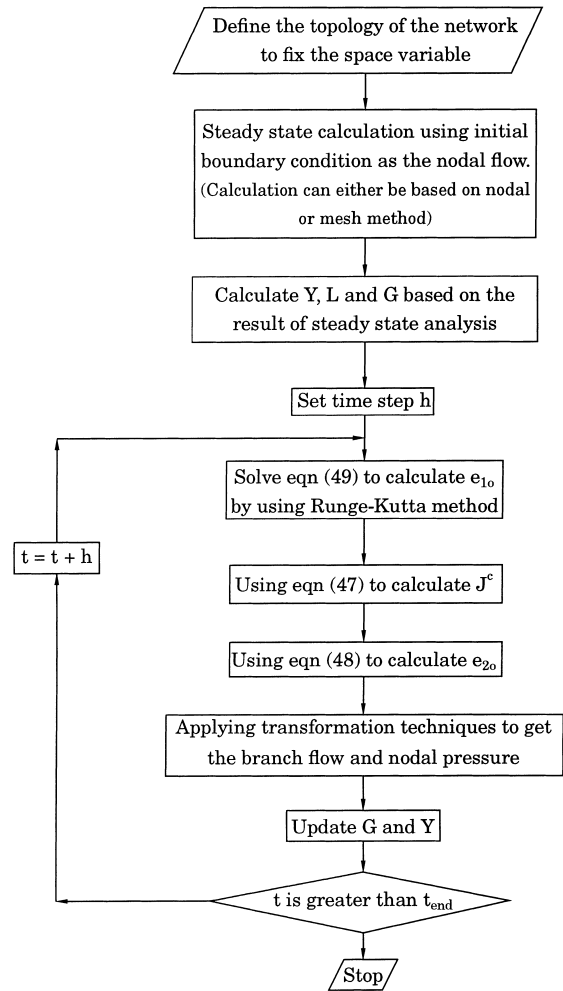 Define the topology of the network
to fix the space variable
Steady state calculation using initial
boundary condition as the nodal flow.
(Calculation can either be based on nodal
or mesh method)
Calculate Y, L and G based on the
result of steady state analysis
Set time step h
Solve eqn (49) to calculate e₁ₒ
by using Runge-Kutta method
t = t + h
Using eqn (47) to calculate Jᶜ
Using eqn (48) to calculate e₂ₒ
Applying transformation techniques to get
the branch flow and nodal pressure
Update G and Y
t is greater than t_end
Stop